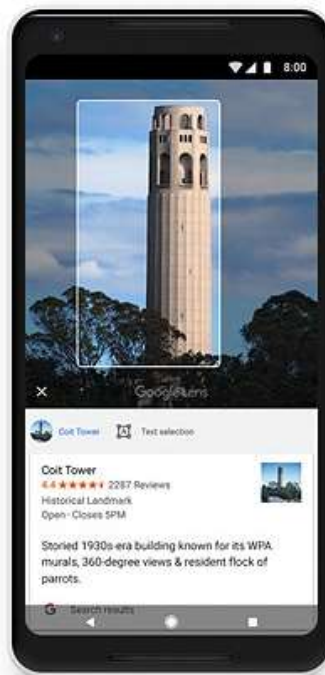 8:00
Google Lens
Coit Tower
Text selection
Coit Tower
4.4 ★★★★★ 2287 Reviews
Historical Landmark
Open · Closes 5PM
Storied 1930s-era building known for its WPA
murals, 360-degree views & resident flock of
parrots.
G Search results